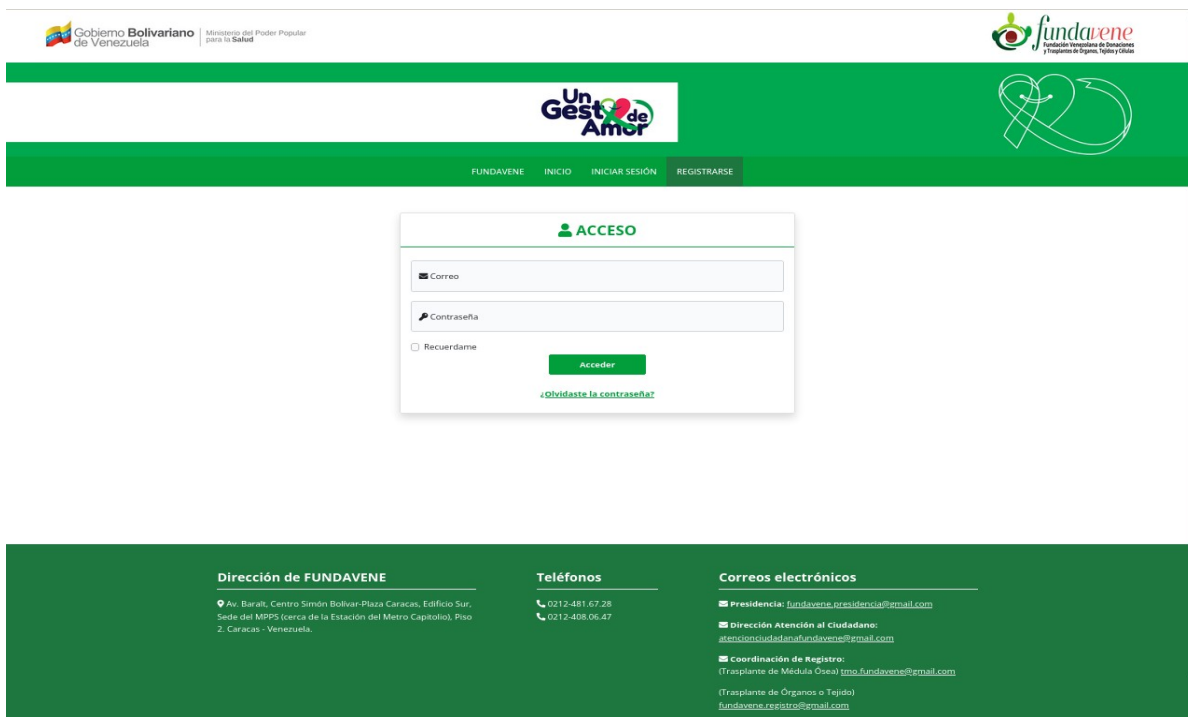 Gobierno Bolivariano
de Venezuela
Ministerio del Poder Popular
para la Salud
fundavene
Fundación Venezolana de Donaciones
y Trasplantes de Órganos, Tejidos y Células
Un
Gesto de
Amor
FUNDAVENE INICIO INICIAR SESIÓN REGISTRARSE
ACCESO
Correo
Contraseña
Recuerdame
Acceder
¿Olvidaste la contraseña?
Dirección de FUNDAVENE
Av. Baralt, Centro Simón Bolívar-Plaza Caracas, Edificio Sur,
Sede del MPPS (cerca de la Estación del Metro Capitolio), Piso
2. Caracas - Venezuela.
Teléfonos
0212-481.67.28
0212-408.06.47
Correos electrónicos
Presidencia: fundavene.presidencia@gmail.com
Dirección Atención al Ciudadano:
atencionciudadanafundavene@gmail.com
Coordinación de Registro:
(Trasplante de Médula Ósea) tmo.fundavene@gmail.com
(Trasplante de Órganos o Tejido)
fundavene.registro@gmail.com